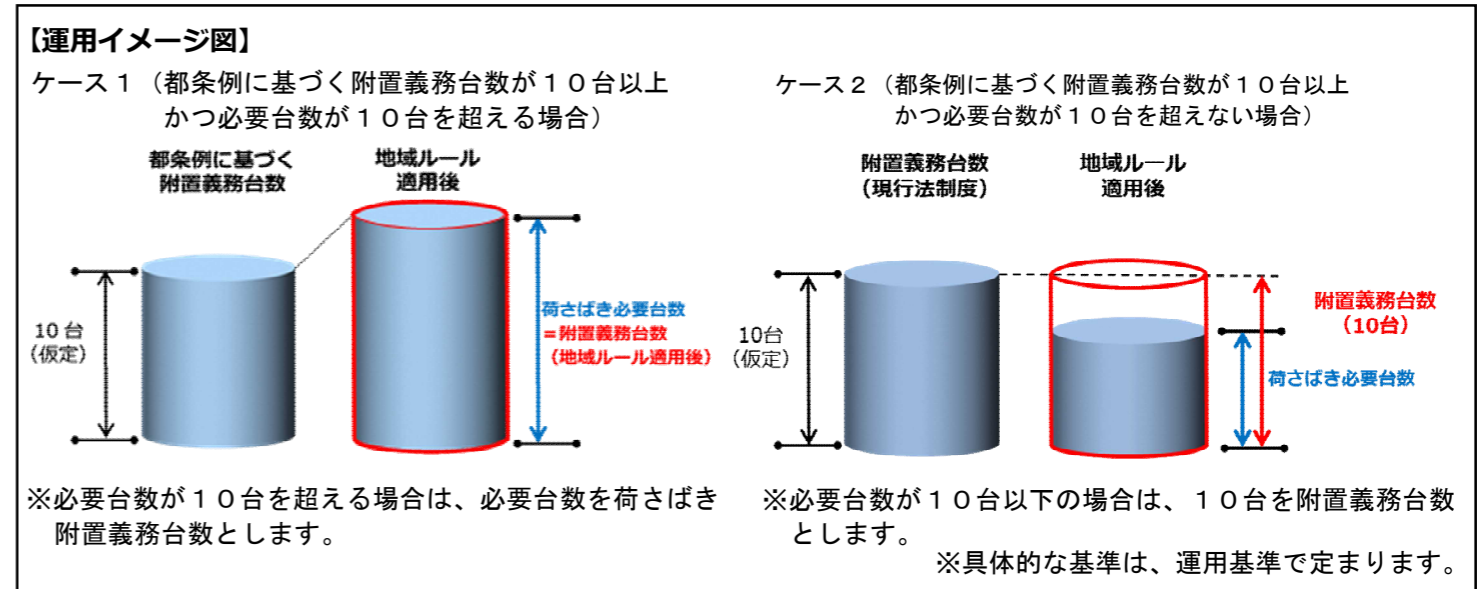 【運用イメージ図】
ケース１（都条例に基づく附置義務台数が１０台以上
かつ必要台数が１０台を超える場合）
都条例に基づく
附置義務台数
地域ルール
適用後
10 台
（仮定）
荷さばき必要台数
＝附置義務台数
（地域ルール適用後）
※必要台数が１０台を超える場合は、必要台数を荷さばき
附置義務台数とします。
ケース２（都条例に基づく附置義務台数が１０台以上
かつ必要台数が１０台を超えない場合）
附置義務台数
（現行法制度）
地域ルール
適用後
10台
（仮定）
附置義務台数
（10台）
荷さばき必要台数
※必要台数が１０台以下の場合は、１０台を附置義務台数
とします。
※具体的な基準は、運用基準で定まります。